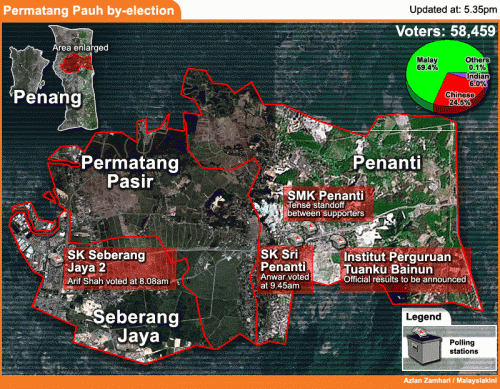 Permatang Pauh by-election
Updated at: 5.35pm
Voters: 58,459
Area enlarged
Penang
Malay
69.4%
Others
0.1%
Indian
6.0%
Chinese
24.5%
Permatang
Pasir
Penanti
SMK Penanti
Tense standoff
between supporters
SK Seberang
Jaya 2
Arif Shah voted at 8.08am
SK Sri
Penanti
Anwar voted
at 9.45am
Institut Perguruan
Tuanku Bainun
Official results to be announced
Seberang
Jaya
Legend
Polling
stations
Azlan Zamhari / Malaysiakini